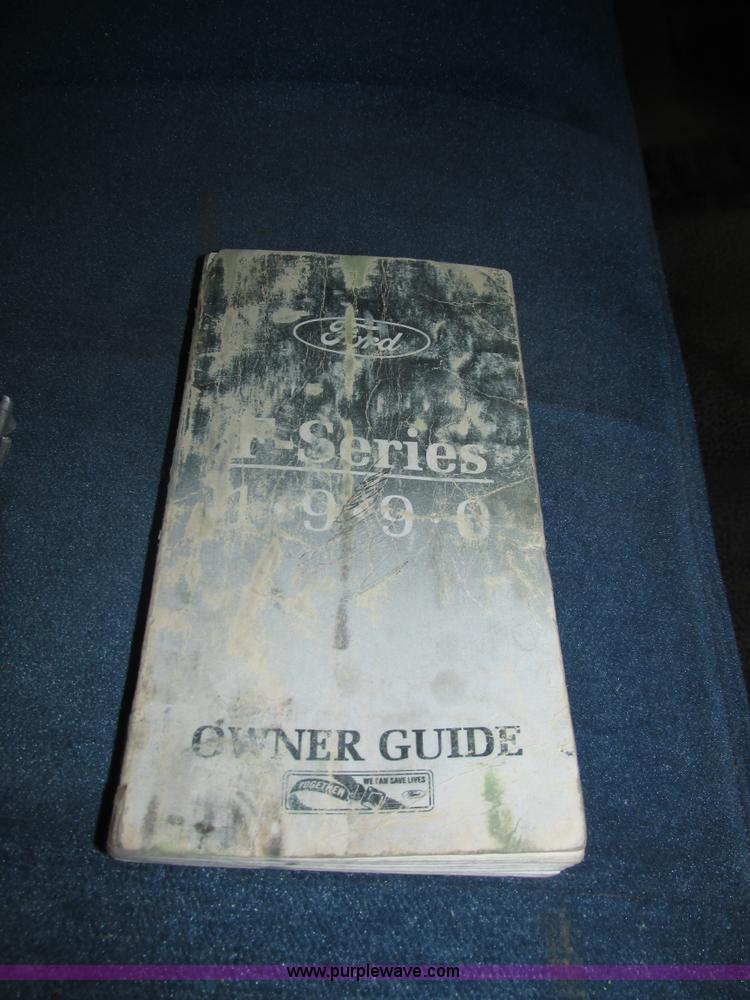 Ford
F-Series
1·9·9·0
OWNER GUIDE
TOGETHER
WE CAN SAVE LIVES
www.purplewave.com